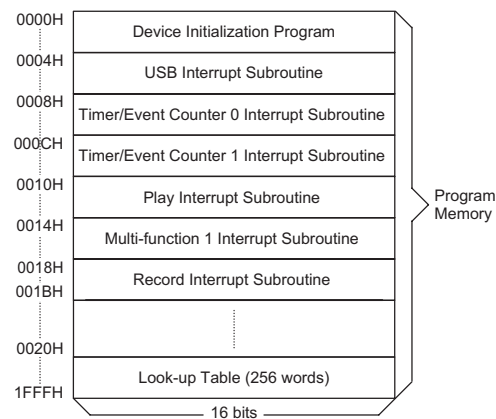 0000H
Device Initialization Program
0004H
USB Interrupt Subroutine
0008H
Timer/Event Counter 0 Interrupt Subroutine
000CH
Timer/Event Counter 1 Interrupt Subroutine
0010H
Play Interrupt Subroutine
Program
Memory
0014H
Multi-function 1 Interrupt Subroutine
0018H
Record Interrupt Subroutine
001BH
0020H
Look-up Table (256 words)
1FFFH
16 bits